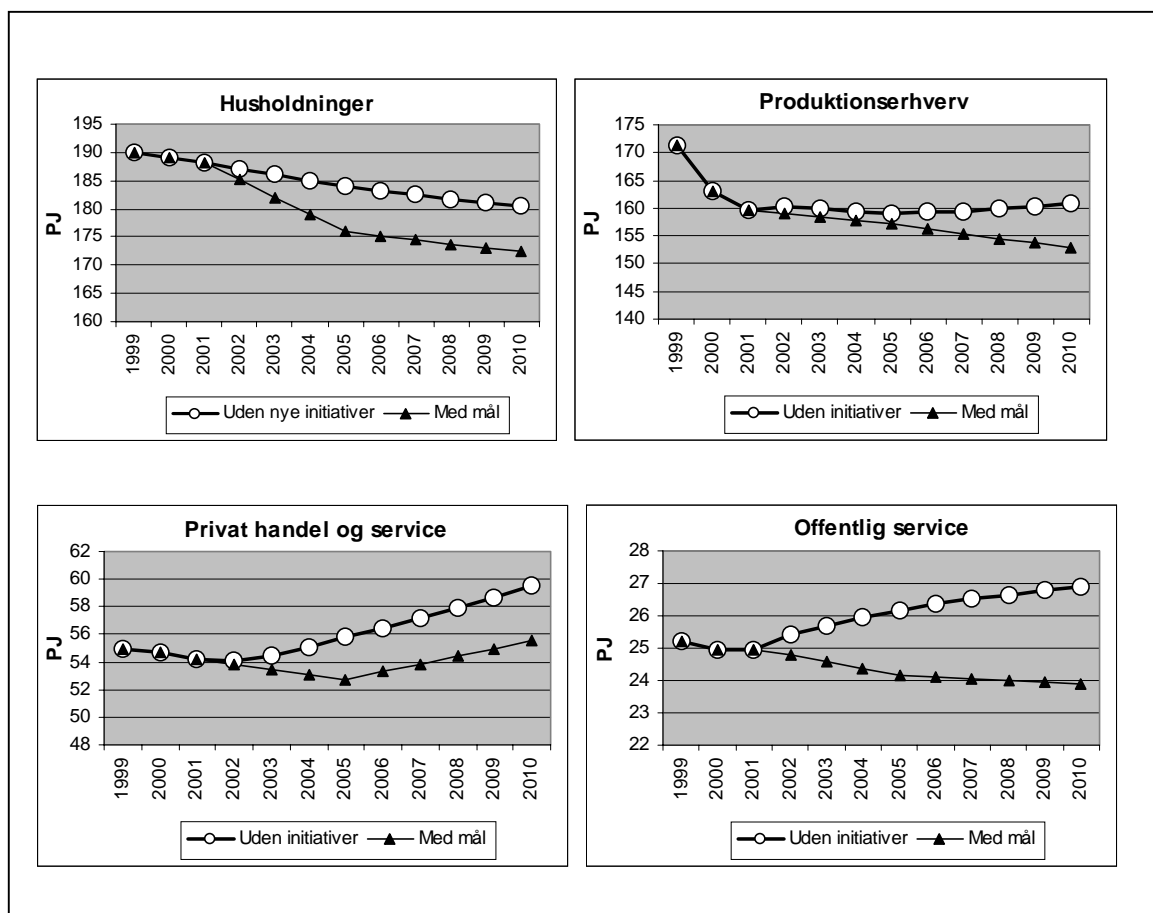 Husholdninger
195
190
185
180
175
170
165
160
PJ
1999 2000 2001 2002 2003 2004 2005 2006 2007 2008 2009 2010
Uden nye initiativer Med mål
Produktionserhverv
175
170
165
160
155
150
145
140
PJ
1999 2000 2001 2002 2003 2004 2005 2006 2007 2008 2009 2010
Uden initiativer Med mål
Privat handel og service
62
60
58
56
54
52
50
48
PJ
1999 2000 2001 2002 2003 2004 2005 2006 2007 2008 2009 2010
Uden initiativer Med mål
Offentlig service
28
27
26
25
24
23
22
PJ
1999 2000 2001 2002 2003 2004 2005 2006 2007 2008 2009 2010
Uden initiativer Med mål